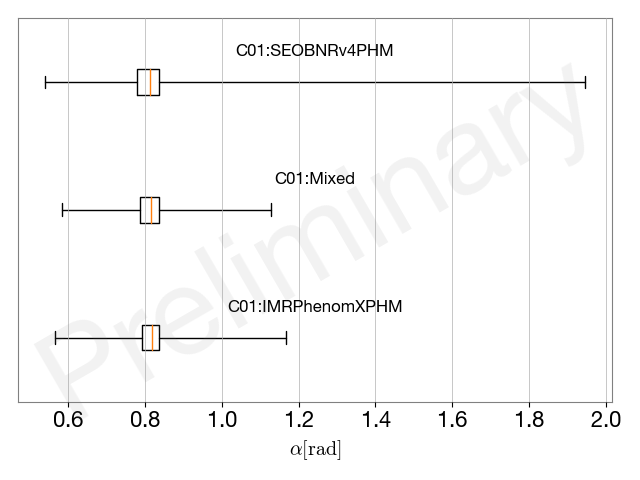 C01:SEOBNRv4PHM
C01:Mixed
C01:IMRPhenomXPHM
Preliminary
0.6 0.8 1.0 1.2 1.4 1.6 1.8 2.0
α[rad]